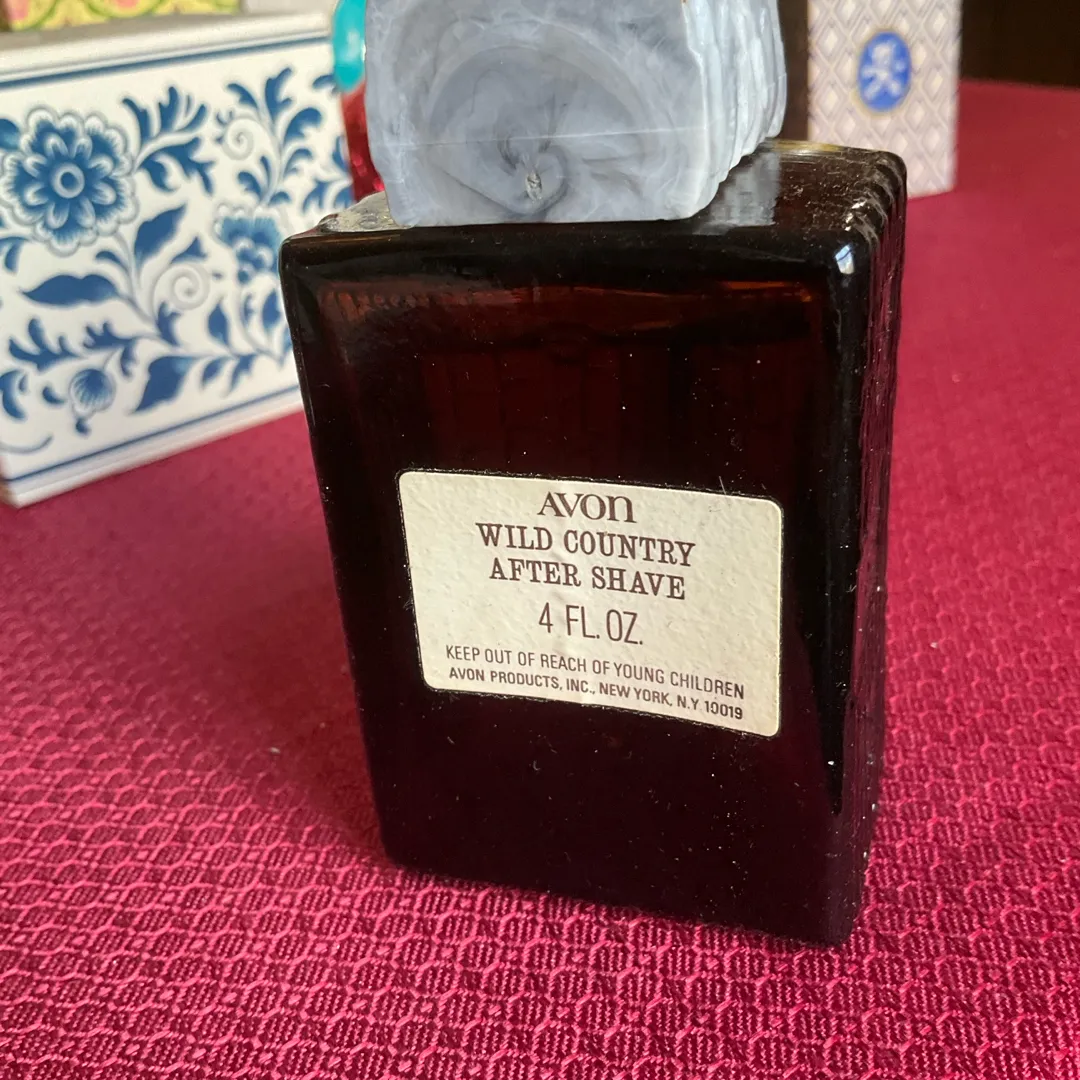 AVON
WILD COUNTRY
AFTER SHAVE
4 FL. OZ.
KEEP OUT OF REACH OF YOUNG CHILDREN
AVON PRODUCTS, INC., NEW YORK, N.Y 10019